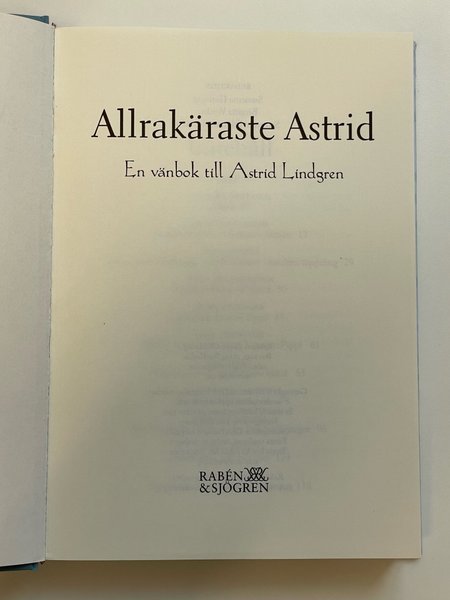 Allrakäraste Astrid
En vänbok till Astrid Lindgren
RABÉN
& SJÖGREN